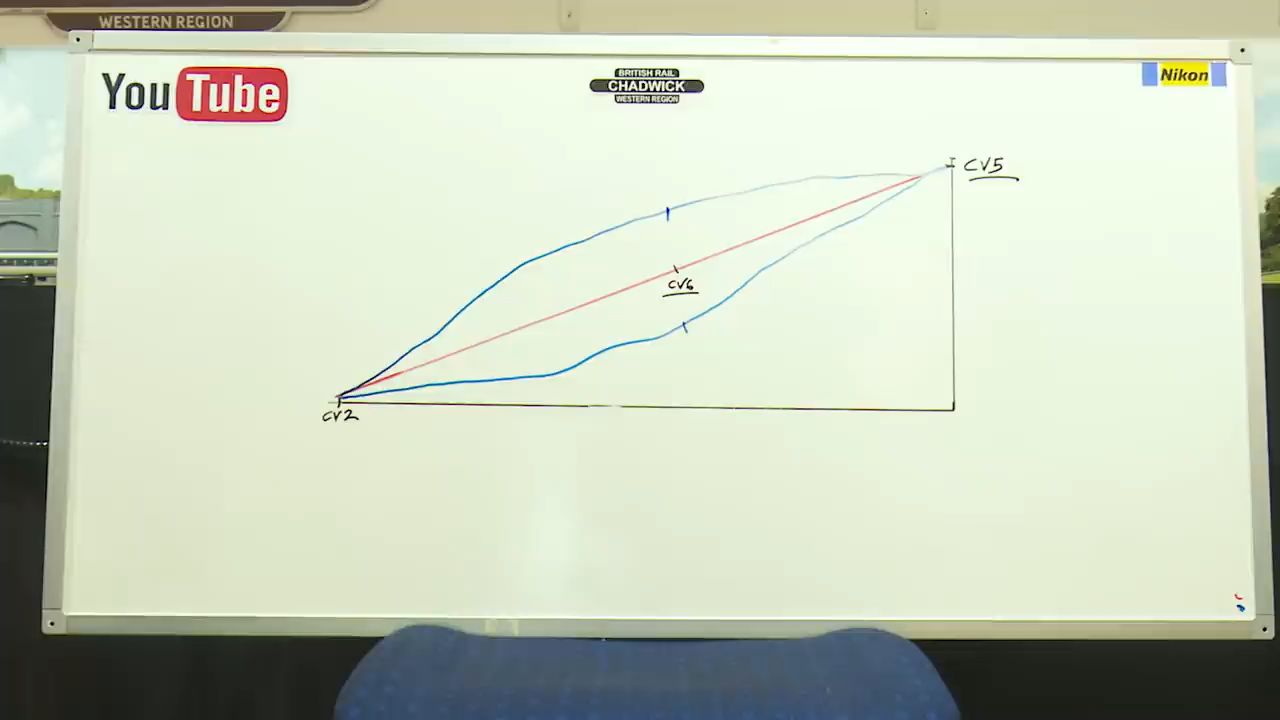 WESTERN REGION
YouTube
BRITISH RAIL
CHADWICK
WESTERN REGION
Nikon
CV5
CV6
CV2